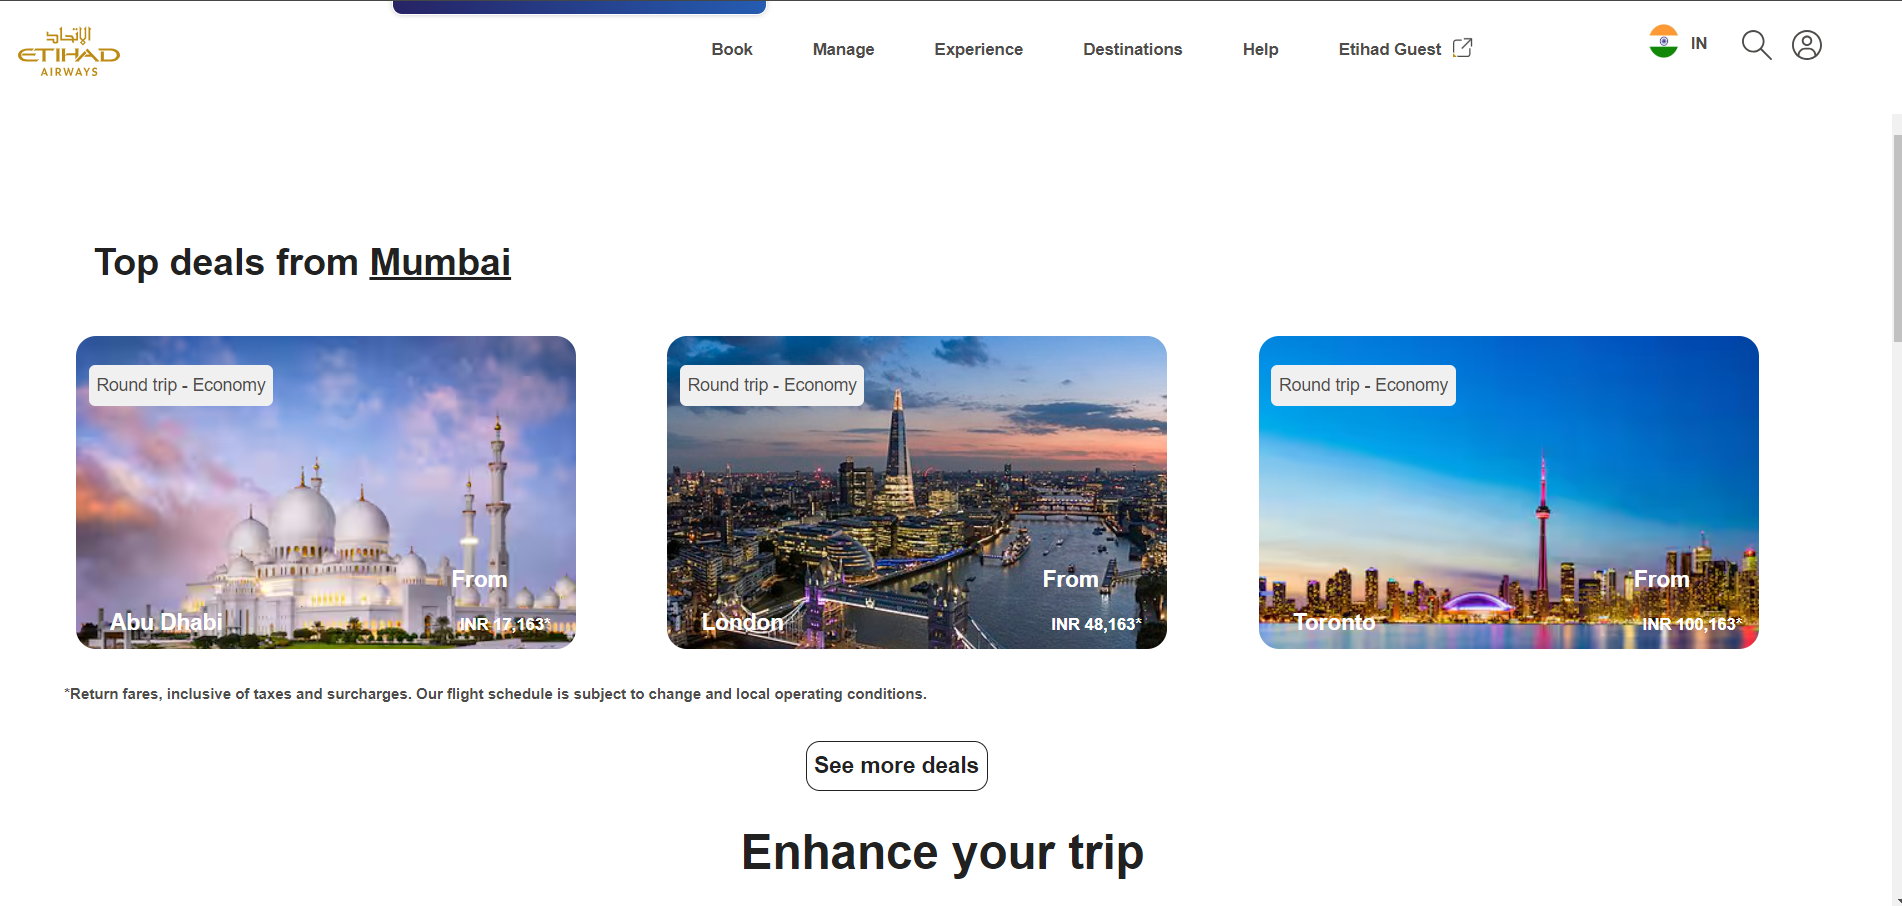 الإتحاد
ETIHAD
AIRWAYS
Book
Manage
Experience
Destinations
Help
Etihad Guest
IN
Top deals from Mumbai
Round trip - Economy
From
Abu Dhabi
INR 17,163*
Round trip - Economy
From
London
INR 48,163*
Round trip - Economy
From
Toronto
INR 100,163*
*Return fares, inclusive of taxes and surcharges. Our flight schedule is subject to change and local operating conditions.
See more deals
Enhance your trip